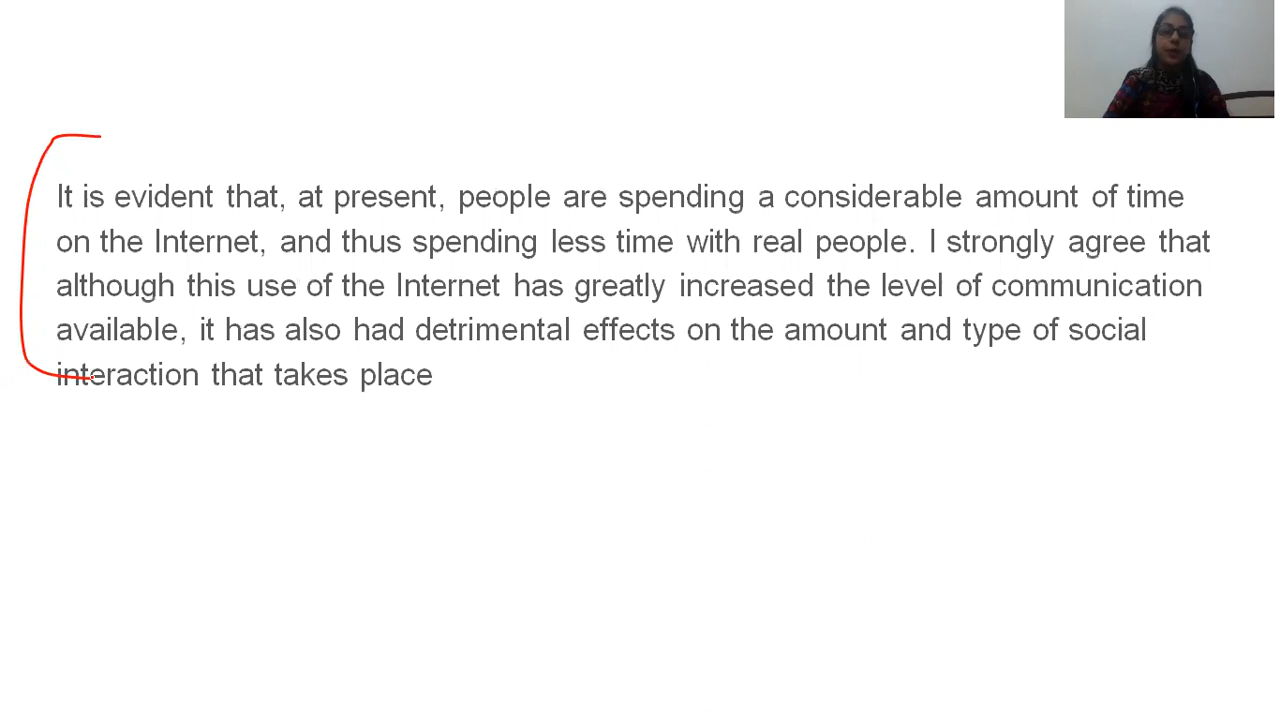 It is evident that, at present, people are spending a considerable amount of time
on the Internet, and thus spending less time with real people. I strongly agree that
although this use of the Internet has greatly increased the level of communication
available, it has also had detrimental effects on the amount and type of social
interaction that takes place